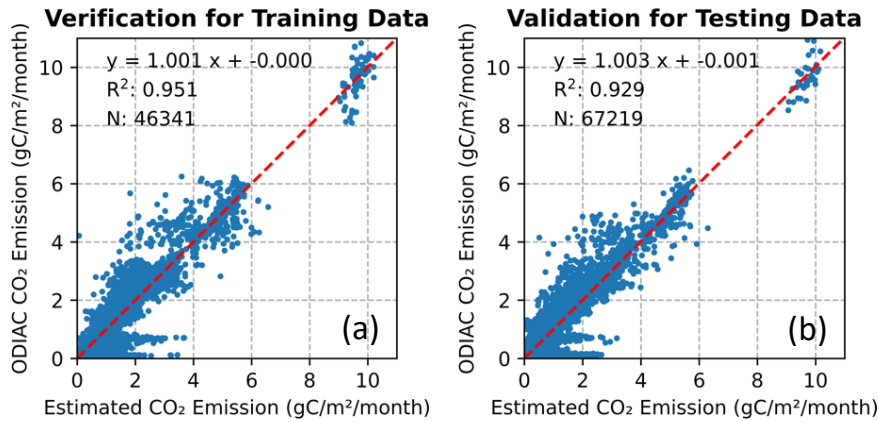 Verification for Training Data
y = 1.001 x + -0.000
R²: 0.951
N: 46341
ODIAC CO₂ Emission (gC/m²/month)
10
8
6
4
2
0
0 2 4 6 8 10
(a)
Estimated CO₂ Emission (gC/m²/month)
Validation for Testing Data
y = 1.003 x + -0.001
R²: 0.929
N: 67219
ODIAC CO₂ Emission (gC/m²/month)
10
8
6
4
2
0
0 2 4 6 8 10
(b)
Estimated CO₂ Emission (gC/m²/month)